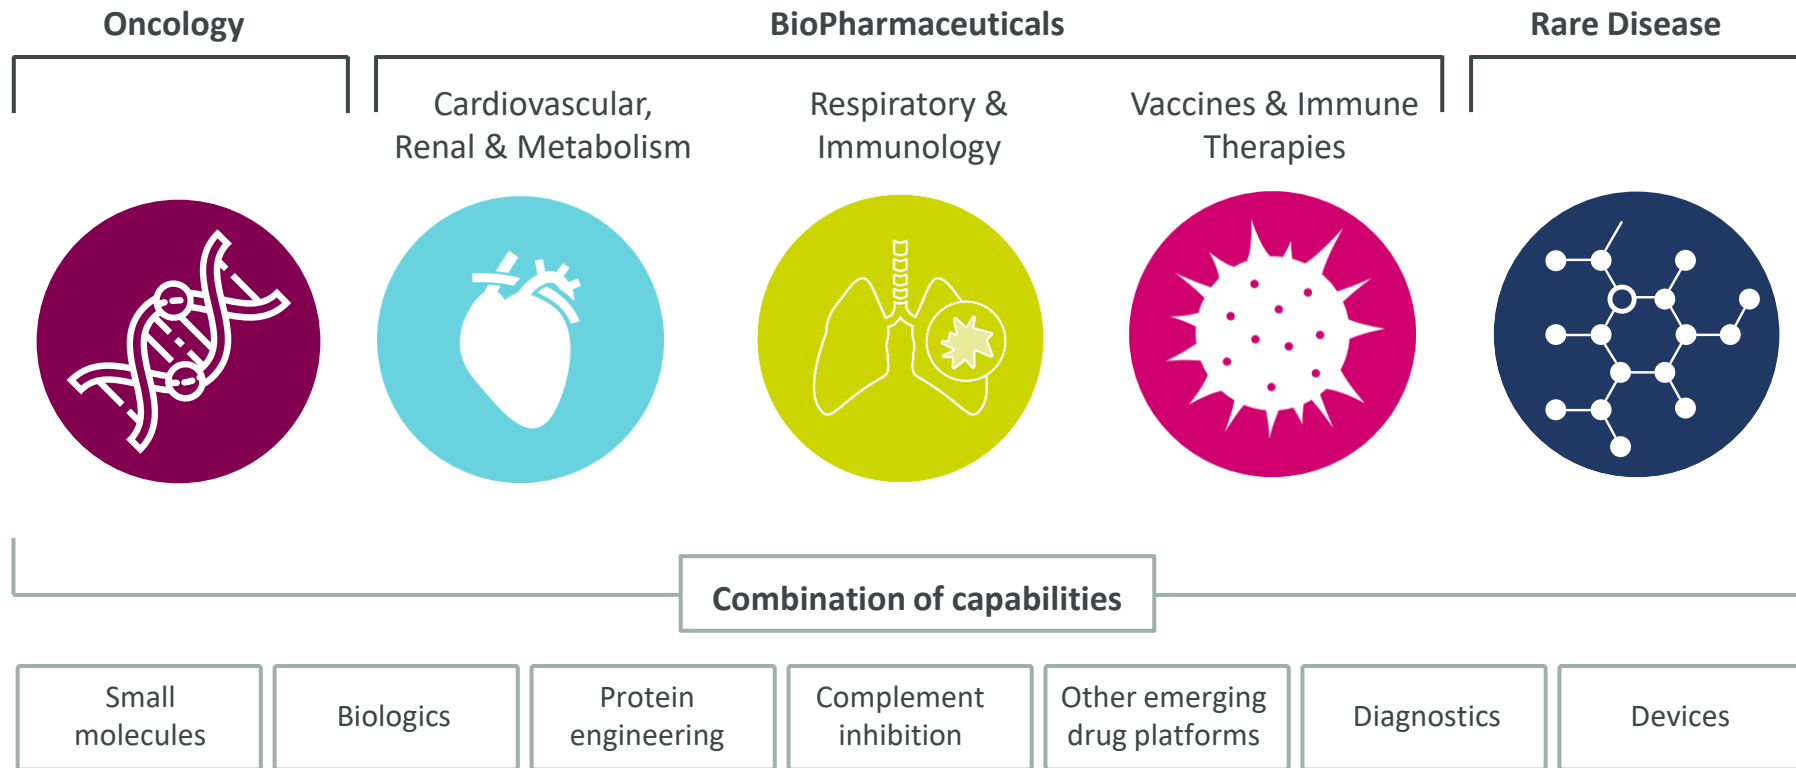 Oncology
BioPharmaceuticals
Rare Disease
Cardiovascular,
Renal & Metabolism
Respiratory &
Immunology
Vaccines & Immune
Therapies
Combination of capabilities
Small
molecules
Biologics
Protein
engineering
Complement
inhibition
Other emerging
drug platforms
Diagnostics
Devices